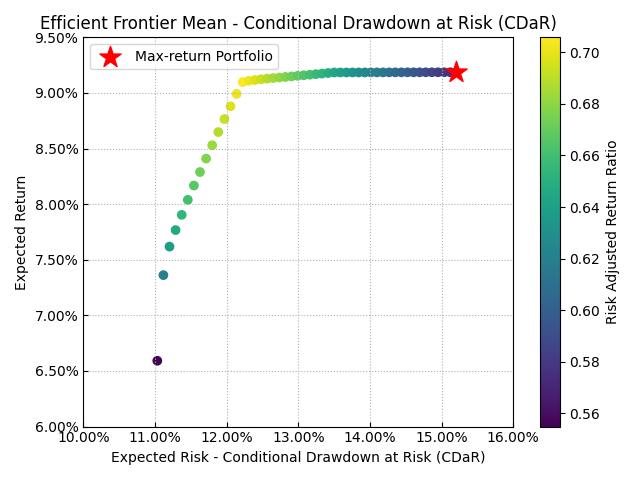 Efficient Frontier Mean - Conditional Drawdown at Risk (CDaR)
Max-return Portfolio
9.50%
9.00%
8.50%
8.00%
7.50%
7.00%
6.50%
6.00%
Expected Return
10.00% 11.00% 12.00% 13.00% 14.00% 15.00% 16.00%
Expected Risk - Conditional Drawdown at Risk (CDaR)
0.70
0.68
0.66
0.64
0.62
0.60
0.58
0.56
Risk Adjusted Return Ratio